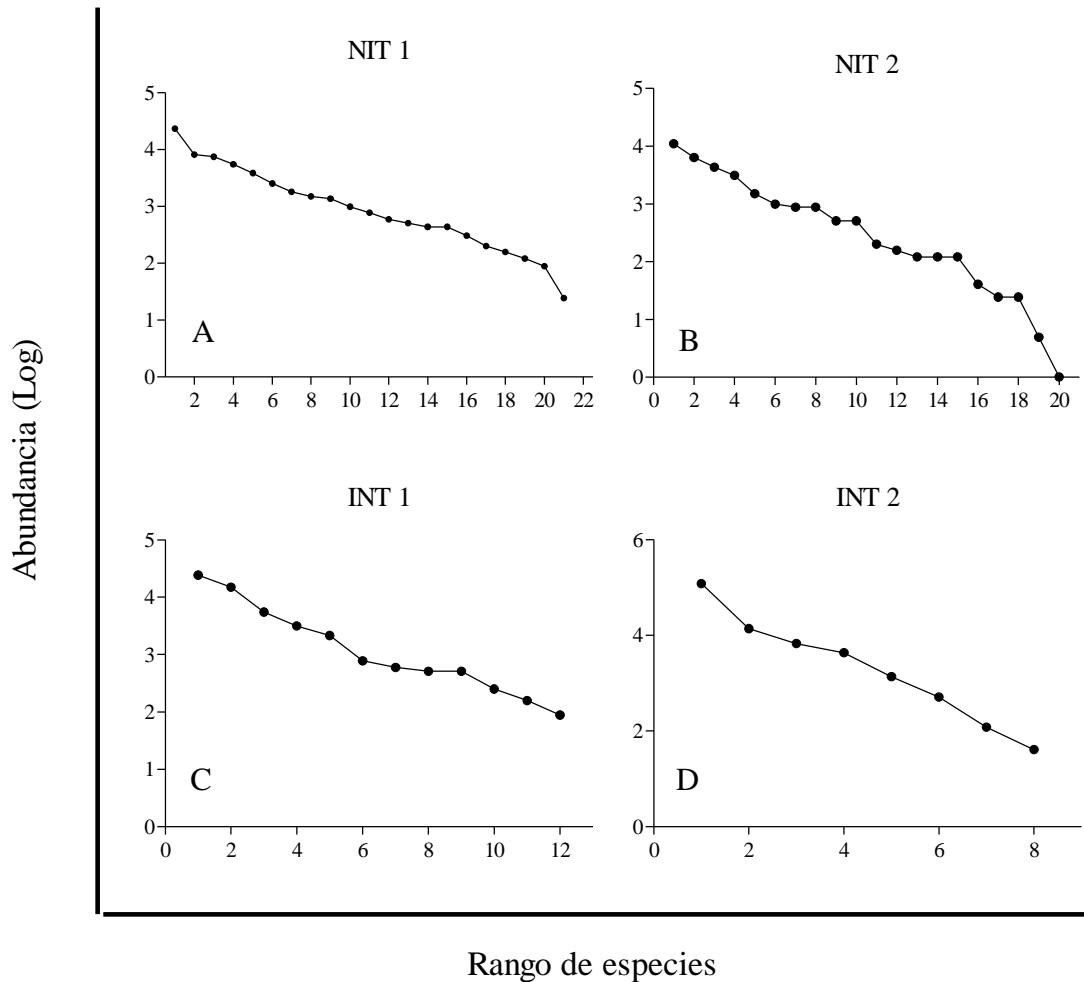 NIT 1
5
4
3
2
1
0
A
2 4 6 8 10 12 14 16 18 20 22
NIT 2
5
4
3
2
1
0
B
0 2 4 6 8 10 12 14 16 18 20
INT 1
5
4
3
2
1
0
C
0 2 4 6 8 10 12
INT 2
6
4
2
0
D
0 2 4 6 8
Abundancia (Log)
Rango de especies